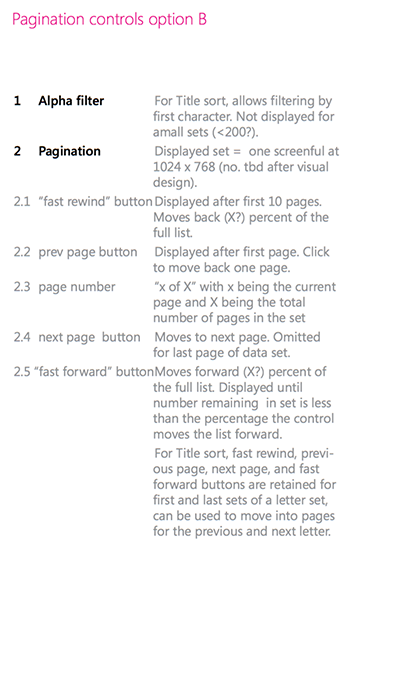 Pagination controls option B
1 Alpha filter For Title sort, allows filtering by
first character. Not displayed for
amall sets (<200?).
2 Pagination Displayed set = one screenful at
1024 x 768 (no. tbd after visual
design).
2.1 “fast rewind” button Displayed after first 10 pages.
Moves back (X?) percent of the
full list.
2.2 prev page button Displayed after first page. Click
to move back one page.
2.3 page number “x of X” with x being the current
page and X being the total
number of pages in the set
2.4 next page button Moves to next page. Omitted
for last page of data set.
2.5 “fast forward” button Moves forward (X?) percent of
the full list. Displayed until
number remaining in set is less
than the percentage the control
moves the list forward.
For Title sort, fast rewind, previ-
ous page, next page, and fast
forward buttons are retained for
first and last sets of a letter set,
can be used to move into pages
for the previous and next letter.